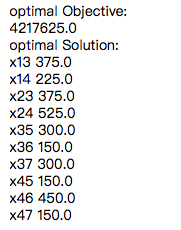 optimal Objective:
4217625.0
optimal Solution:
x13 375.0
x14 225.0
x23 375.0
x24 525.0
x35 300.0
x36 150.0
x37 300.0
x45 150.0
x46 450.0
x47 150.0